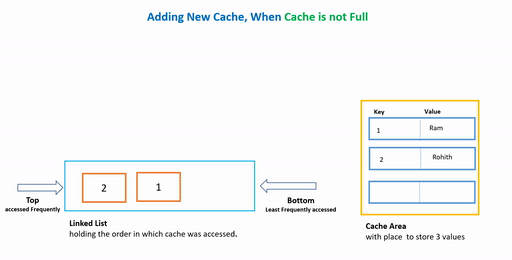 Adding New Cache, When Cache is not Full
Key Value
1 Ram
2 Rohith
2 1
Top
accessed Frequently
Bottom
Least Frequently accessed
Linked List
holding the order in which cache was accessed.
Cache Area
with place to store 3 values